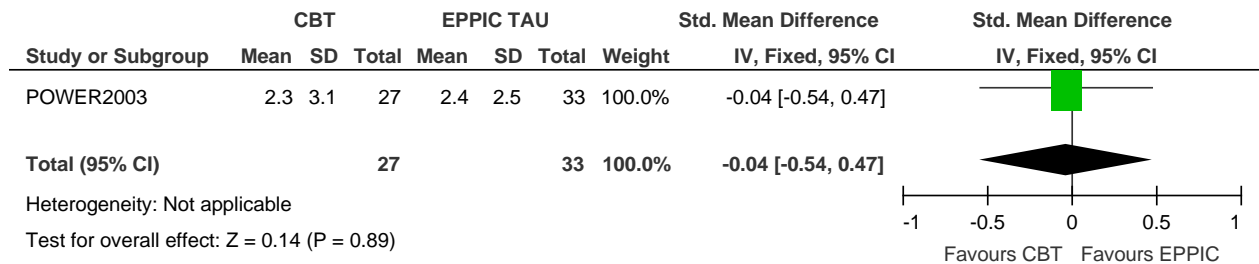 CBT EPPIC TAU Std. Mean Difference Std. Mean Difference
Study or Subgroup Mean SD Total Mean SD Total Weight IV, Fixed, 95% CI IV, Fixed, 95% CI
POWER2003 2.3 3.1 27 2.4 2.5 33 100.0% -0.04 [-0.54, 0.47]
Total (95% CI) 27 33 100.0% -0.04 [-0.54, 0.47]
Heterogeneity: Not applicable
Test for overall effect: Z = 0.14 (P = 0.89)
-1 -0.5 0 0.5 1
Favours CBT Favours EPPIC